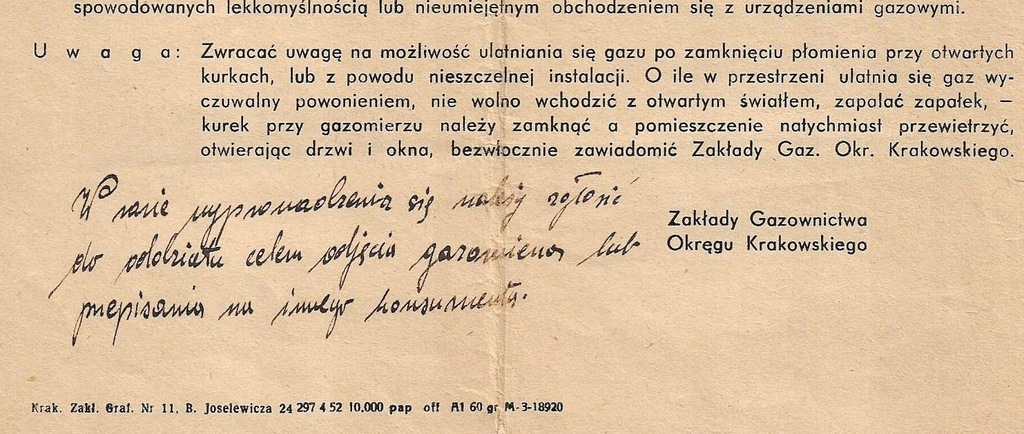 spowodowanych lekkomyślnością lub nieumiejętnym obchodzeniem się z urządzeniami gazowymi.
Uwaga: Zwracać uwagę na możliwość ulatniania się gazu po zamknięciu płomienia przy otwartych
kurkach, lub z powodu nieszczelnej instalacji. O ile w przestrzeni ulatnia się gaz wy-
czuwalny powonieniem, nie wolno wchodzić z otwartym światłem, zapalać zapałek, —
kurek przy gazomierzu należy zamknąć a pomieszczenie natychmiast przewietrzyć,
otwierając drzwi i okna, bezwłocznie zawiadomić Zakłady Gaz. Okr. Krakowskiego.
W razie wyprowadzenia się należy zgłosić
do oddziału celem odjęcia gazomierza lub
przepisania na innego konsumenta.
Zakłady Gazownictwa
Okręgu Krakowskiego
Krak. Zakł. Graf. Nr 11, B. Joselewicza 24 297 4 52 10,000 pap off A1 60 gr M-3-18920